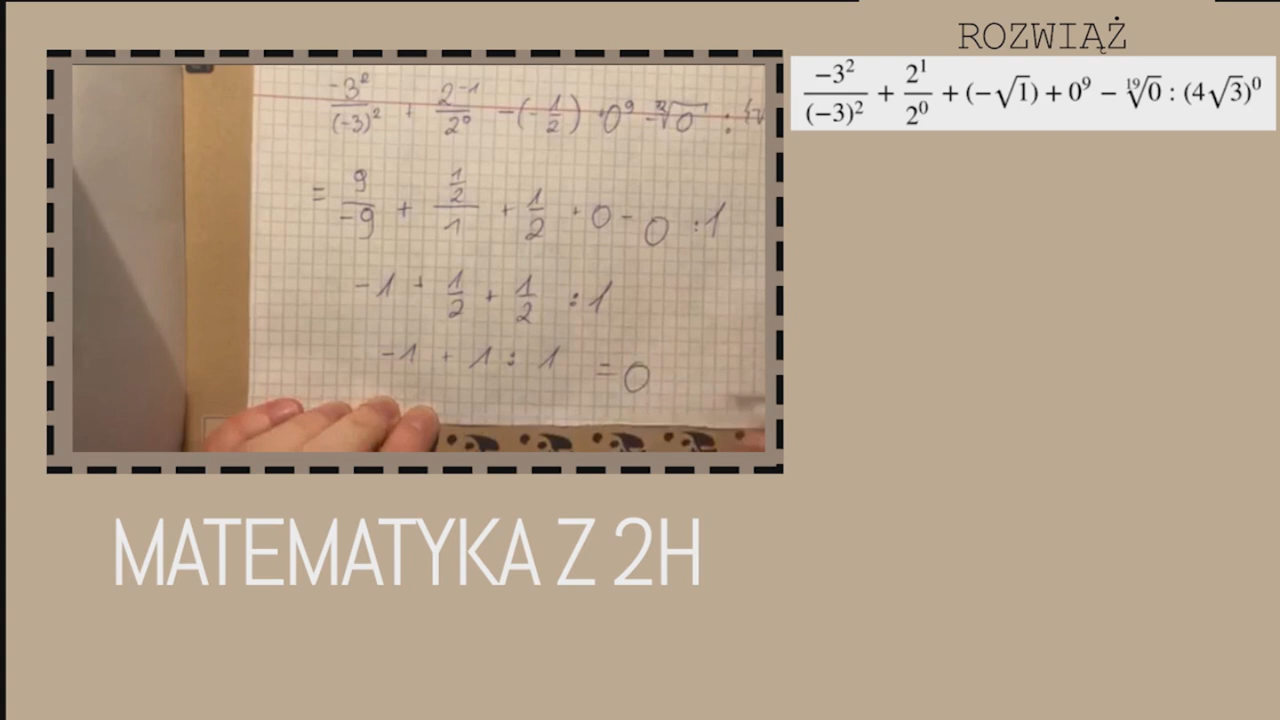 ROZWIĄŻ
-3²/(-3)² + 2¹/2⁰ + (-√1) + 0⁹ - ¹⁹√0 : (4√3)⁰
-3²/(-3)² + 2⁻¹/2⁰ -(-1/2) + 0⁹ - √0 :
= 9/-9 + 1/2/1 + 1/2 + 0 - 0 : 1
-1 + 1/2 + 1/2 : 1
-1 + 1 : 1 = 0
MATEMATYKA Z 2H